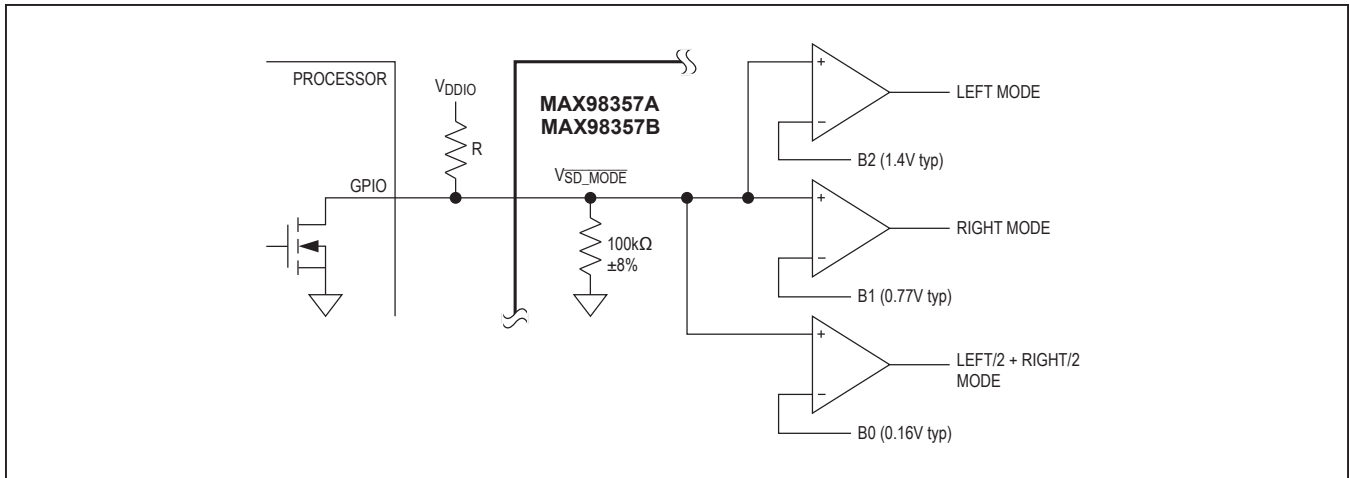 PROCESSOR
VDDIO
R
GPIO
MAX98357A
MAX98357B
VSD_MODE
100kΩ
±8%
+
−
LEFT MODE
B2 (1.4V typ)
+
−
RIGHT MODE
B1 (0.77V typ)
+
−
LEFT/2 + RIGHT/2
MODE
B0 (0.16V typ)